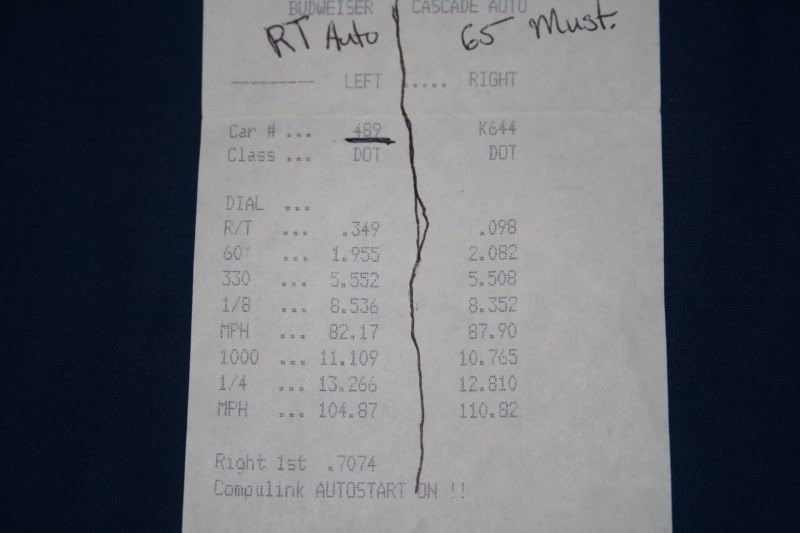 BUDWEISER CASCADE AUTO
RT Auto 65 Must.
---------- LEFT ..... RIGHT
Car # ... 489 K644
Class ... DOT DOT
DIAL ...
R/T ... .349 .098
60' ... 1.955 2.082
330 ... 5.552 5.508
1/8 ... 8.536 8.352
MPH ... 82.17 87.90
1000 ... 11.109 10.765
1/4 ... 13.266 12.810
MPH ... 104.87 110.82
Right 1st .7074
Compulink AUTOSTART ON !!